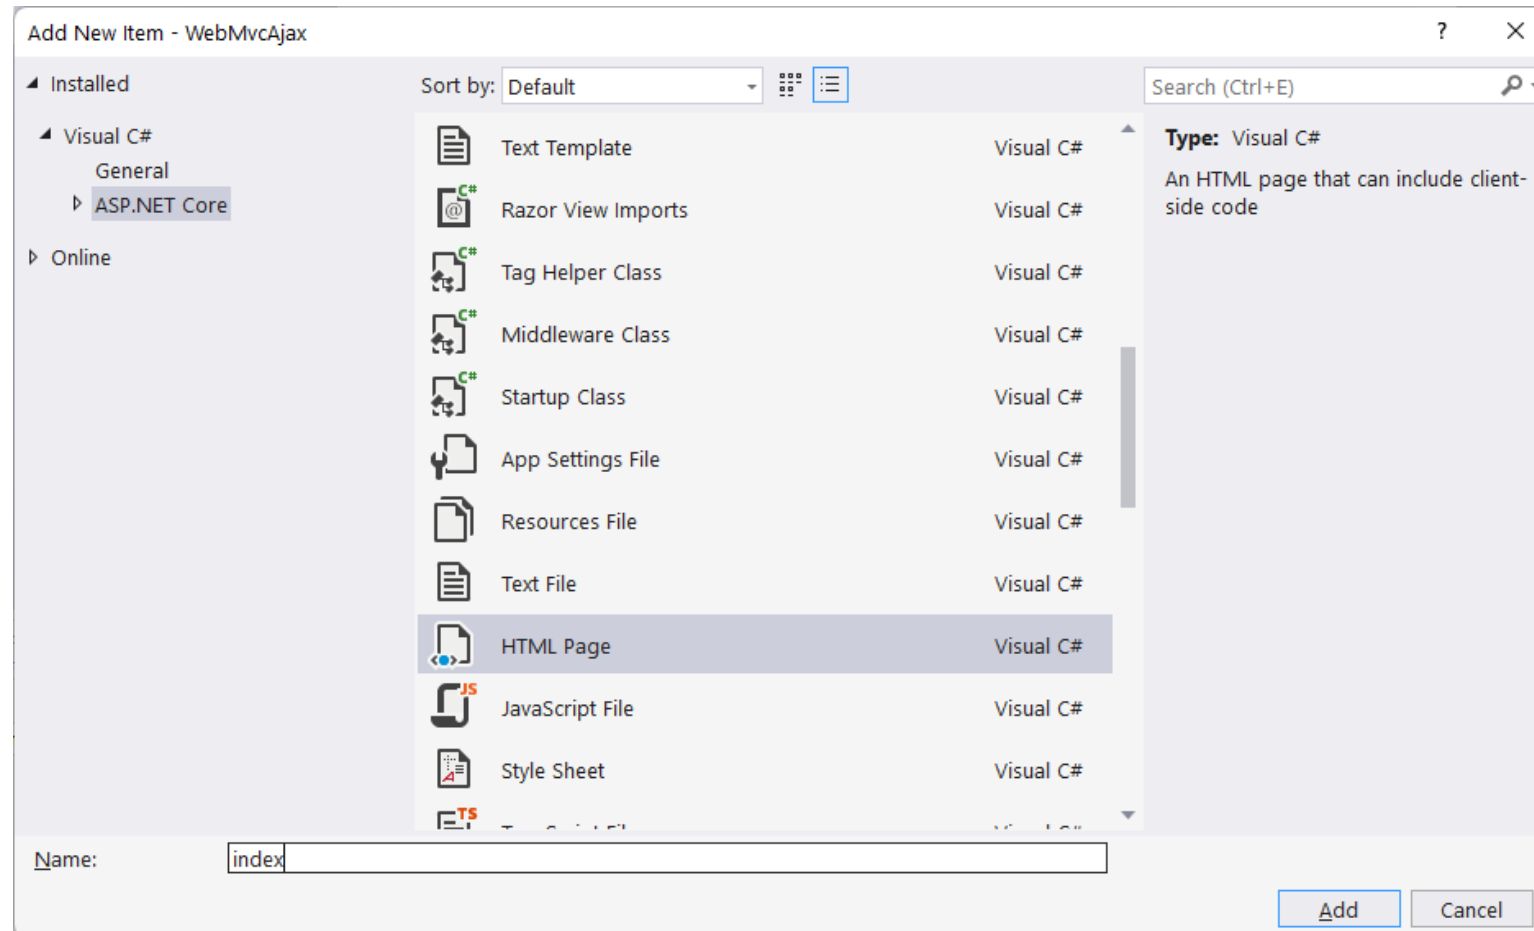 Add New Item - WebMvcAjax
?
Installed
Sort by: Default
Search (Ctrl+E)
Visual C#
General
ASP.NET Core
Online
Text Template Visual C#
Razor View Imports Visual C#
Tag Helper Class Visual C#
Middleware Class Visual C#
Startup Class Visual C#
App Settings File Visual C#
Resources File Visual C#
Text File Visual C#
HTML Page Visual C#
JavaScript File Visual C#
Style Sheet Visual C#
Type: Visual C#
An HTML page that can include client-
side code
Name: index
Add Cancel